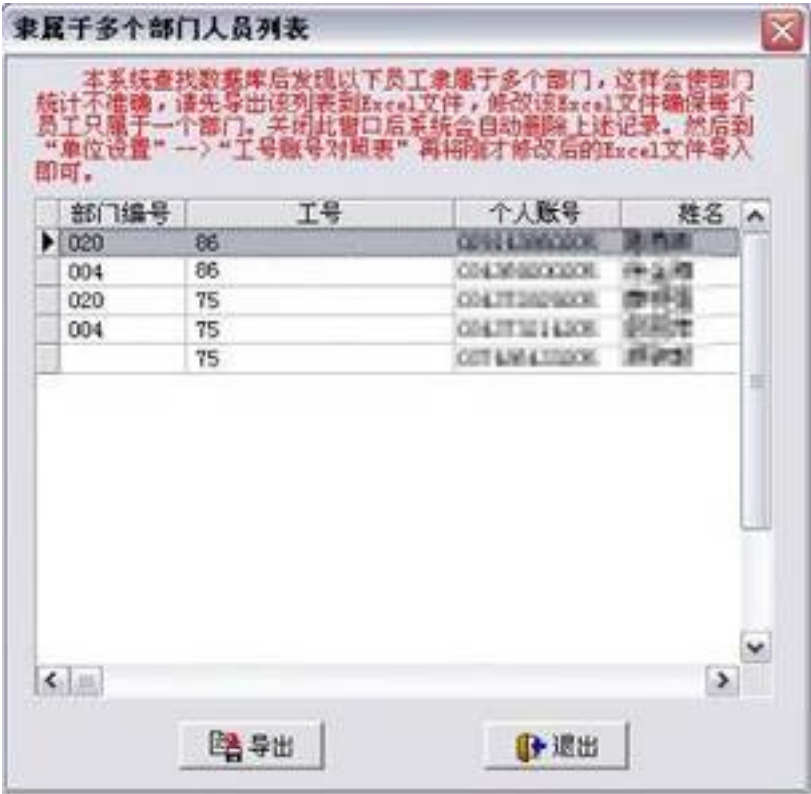 隶属于多个部门人员列表
本系统查找数据库后发现以下员工隶属于多个部门，这样会使部门
统计不准确，请先导出该列表到Excel文件，修改该Excel文件确保每个
员工只属于一个部门。关闭此窗口后系统会自动删除上述记录。然后到
“单位设置”-->“工号账号对照表”再将刚才修改后的Excel文件导入
即可。
部门编号 工号 个人账号 姓名
020 86
004 86
020 75
004 75
75
导出 退出